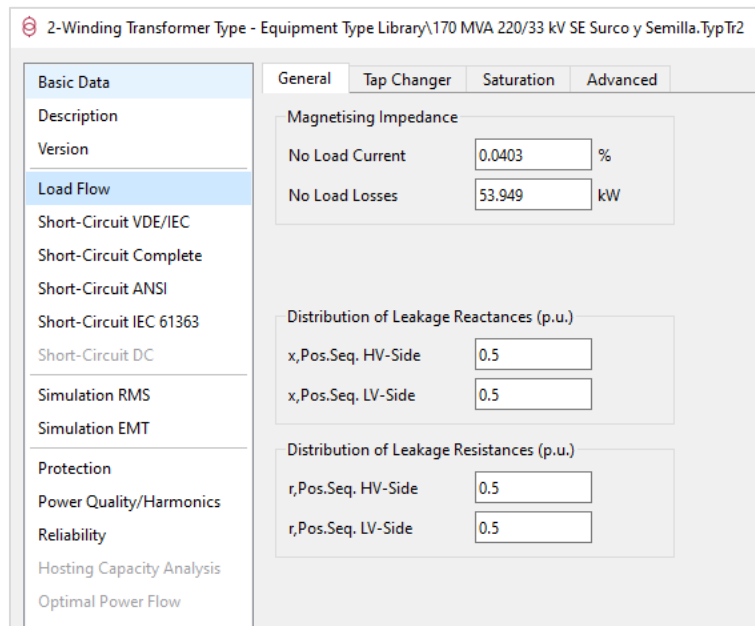 2-Winding Transformer Type - Equipment Type Library\170 MVA 220/33 kV SE Surco y Semilla.TypTr2
Basic Data
Description
Version
Load Flow
Short-Circuit VDE/IEC
Short-Circuit Complete
Short-Circuit ANSI
Short-Circuit IEC 61363
Short-Circuit DC
Simulation RMS
Simulation EMT
Protection
Power Quality/Harmonics
Reliability
Hosting Capacity Analysis
Optimal Power Flow
General Tap Changer Saturation Advanced
Magnetising Impedance
No Load Current 0.0403 %
No Load Losses 53.949 kW
Distribution of Leakage Reactances (p.u.)
x,Pos.Seq. HV-Side 0.5
x,Pos.Seq. LV-Side 0.5
Distribution of Leakage Resistances (p.u.)
r,Pos.Seq. HV-Side 0.5
r,Pos.Seq. LV-Side 0.5